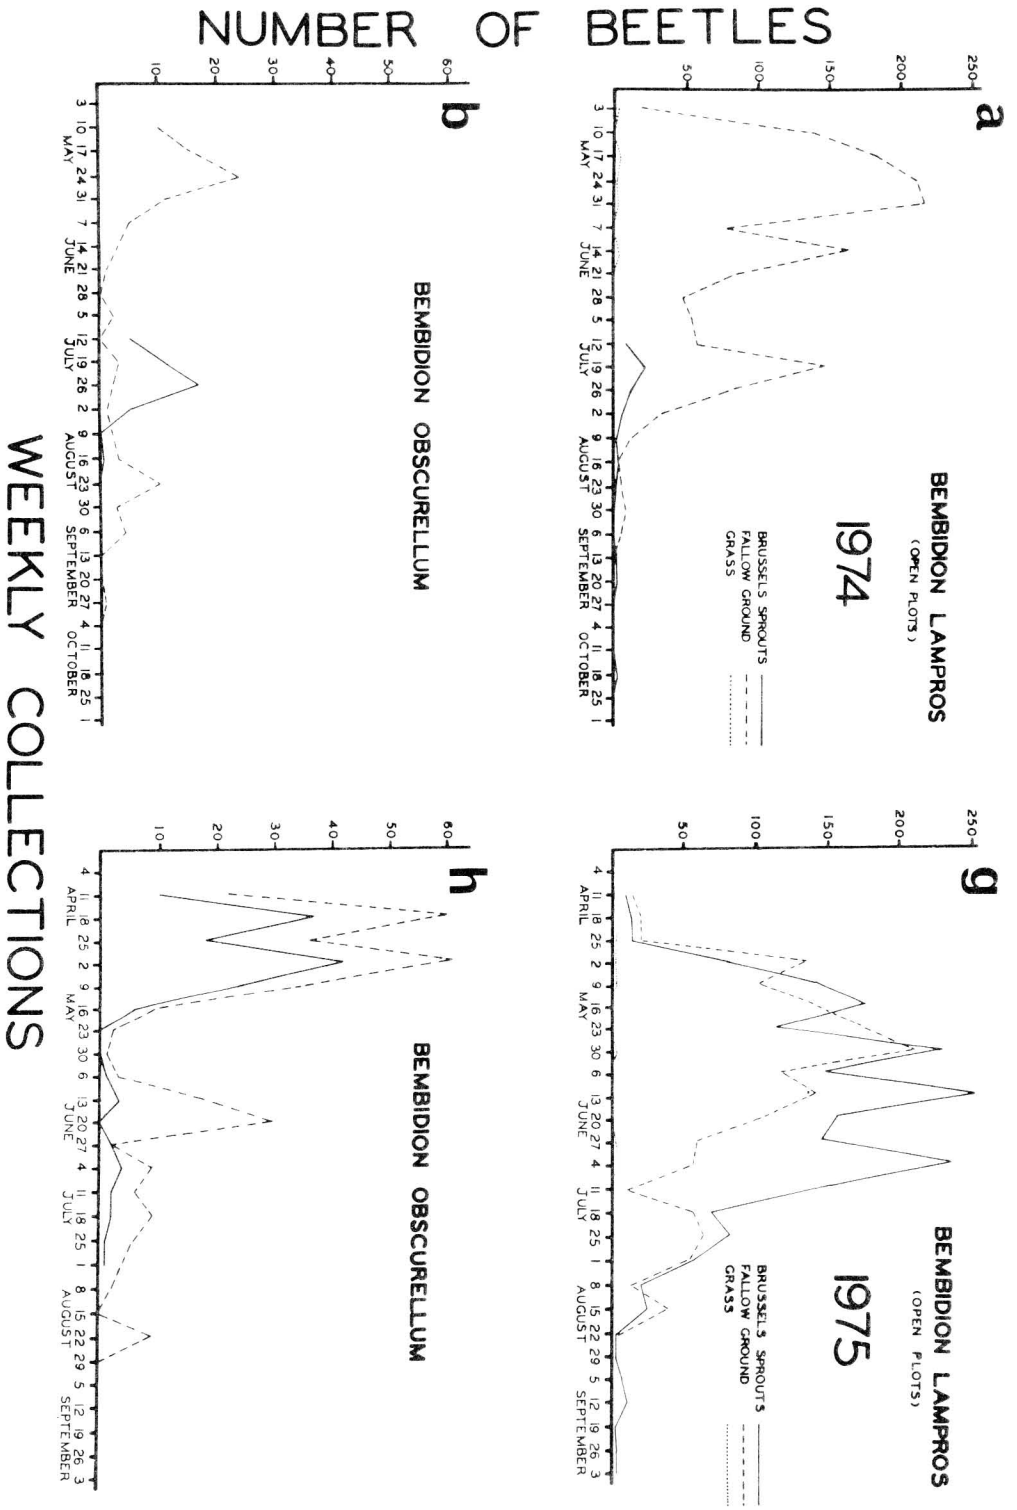 NUMBER OF BEETLES
a
BEMBIDION LAMPROS
(OPEN PLOTS)
1974
BRUSSELS SPROUTS
FALLOW GROUND
GRASS
250
200
150
100
50
3 10 17 24 31 7 14 21 28 5 12 19 26 2 9 16 23 30 6 13 20 27 4 11 18 25 1
MAY JUNE JULY AUGUST SEPTEMBER OCTOBER
g
BEMBIDION LAMPROS
(OPEN PLOTS)
1975
BRUSSELS SPROUTS
FALLOW GROUND
GRASS
250
200
150
100
50
4 11 18 25 2 9 16 23 30 6 13 20 27 4 11 18 25 1 8 15 22 29 5 12 19 26 3
APRIL MAY JUNE JULY AUGUST SEPTEMBER
b
BEMBIDION OBSCURELLUM
60
50
40
30
20
10
3 10 17 24 31 7 14 21 28 5 12 19 26 2 9 16 23 30 6 13 20 27 4 11 18 25 1
MAY JUNE JULY AUGUST SEPTEMBER OCTOBER
h
BEMBIDION OBSCURELLUM
60
50
40
30
20
10
4 11 18 25 2 9 16 23 30 6 13 20 27 4 11 18 25 1 8 15 22 29 5 12 19 26 3
APRIL MAY JUNE JULY AUGUST SEPTEMBER
WEEKLY COLLECTIONS